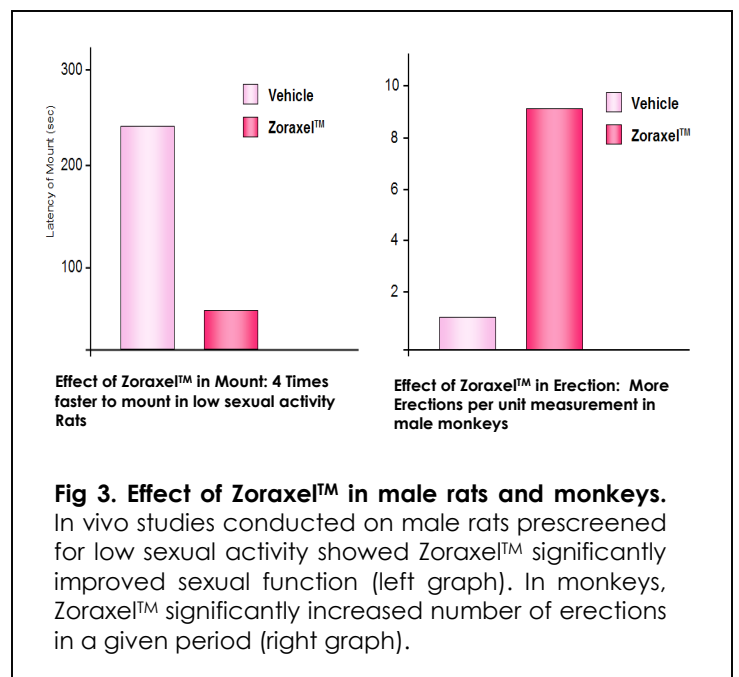 300
200
100
Latency of Mount (sec)
Vehicle
Zoraxel™
Effect of Zoraxel™ in Mount: 4 Times
faster to mount in low sexual activity
Rats
10
8
6
4
2
Vehicle
Zoraxel™
Effect of Zoraxel™ in Erection: More
Erections per unit measurement in
male monkeys
Fig 3. Effect of Zoraxel™ in male rats and monkeys.
In vivo studies conducted on male rats prescreened
for low sexual activity showed Zoraxel™ significantly
improved sexual function (left graph). In monkeys,
Zoraxel™ significantly increased number of erections
in a given period (right graph).